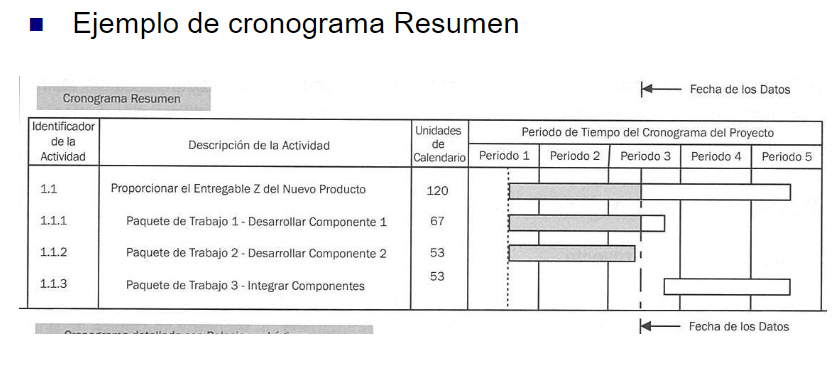 Ejemplo de cronograma Resumen
Fecha de los Datos
Cronograma Resumen
Identificador de la Actividad
Descripción de la Actividad
Unidades de Calendario
Periodo de Tiempo del Cronograma del Proyecto
Periodo 1 Periodo 2 Periodo 3 Periodo 4 Periodo 5
1.1 Proporcionar el Entregable Z del Nuevo Producto 120
1.1.1 Paquete de Trabajo 1 - Desarrollar Componente 1 67
1.1.2 Paquete de Trabajo 2 - Desarrollar Componente 2 53
1.1.3 Paquete de Trabajo 3 - Integrar Componentes 53
Fecha de los Datos